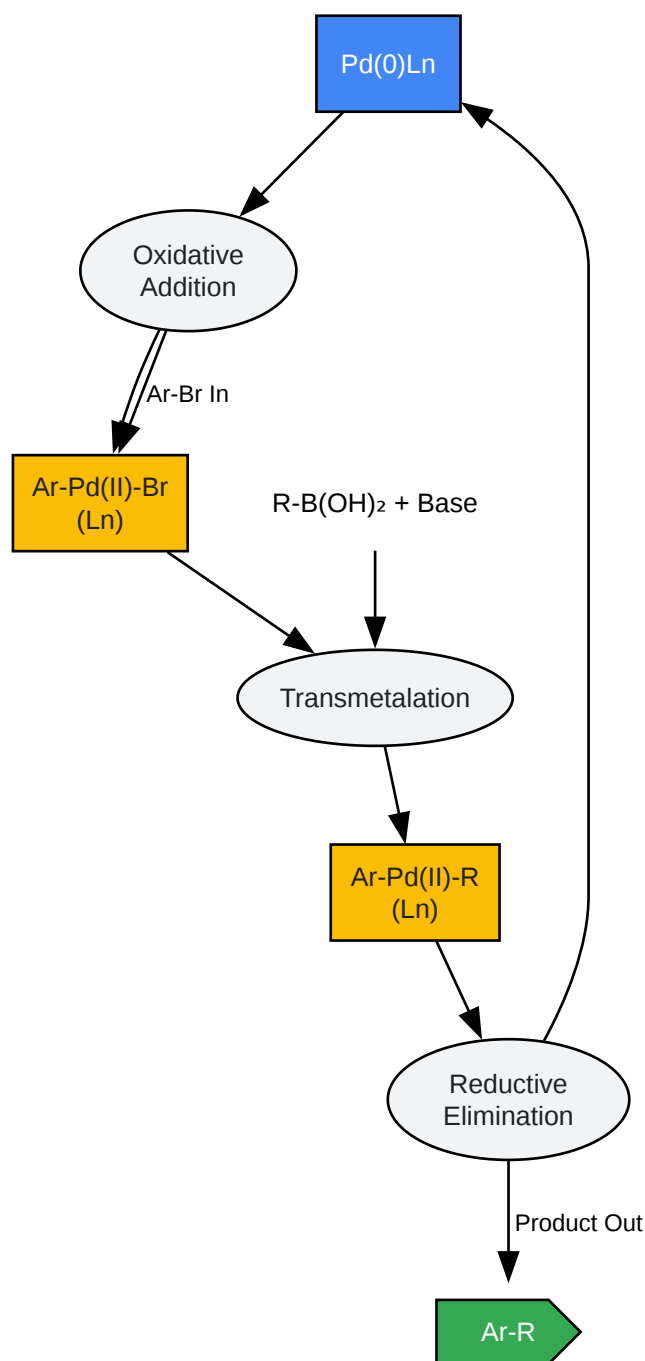 Pd(0)Ln
Oxidative
Addition
Ar-Br In
Ar-Pd(II)-Br
(Ln)
R-B(OH)₂ + Base
Transmetalation
Ar-Pd(II)-R
(Ln)
Reductive
Elimination
Product Out
Ar-R